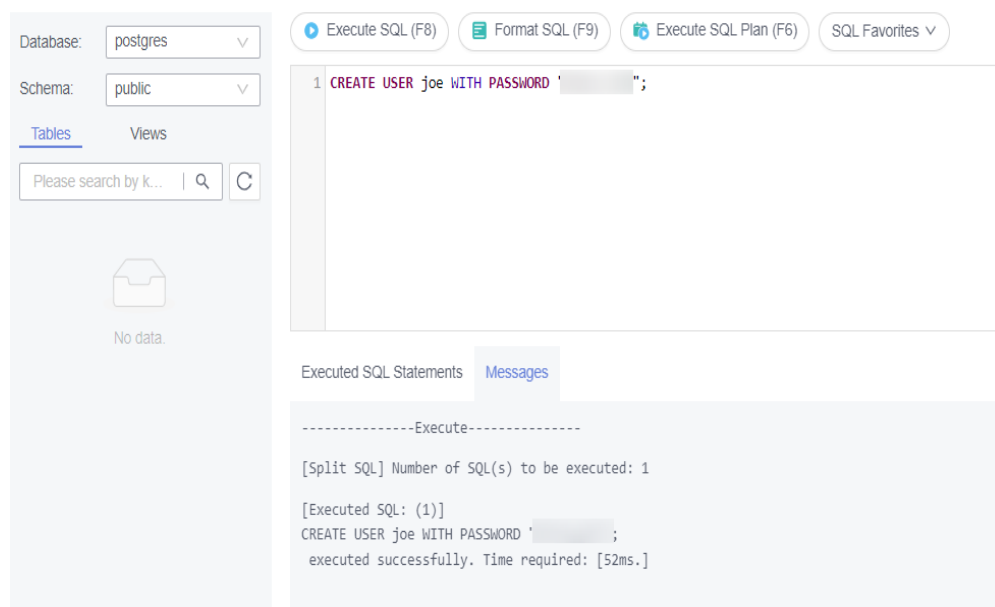 Database:
postgres
Schema:
public
Tables
Views
Please search by k...
No data.
Execute SQL (F8)
Format SQL (F9)
Execute SQL Plan (F6)
SQL Favorites
1 CREATE USER joe WITH PASSWORD ";
Executed SQL Statements
Messages
---------------Execute---------------
[Split SQL] Number of SQL(s) to be executed: 1
[Executed SQL: (1)]
CREATE USER joe WITH PASSWORD ' ;
executed successfully. Time required: [52ms.]